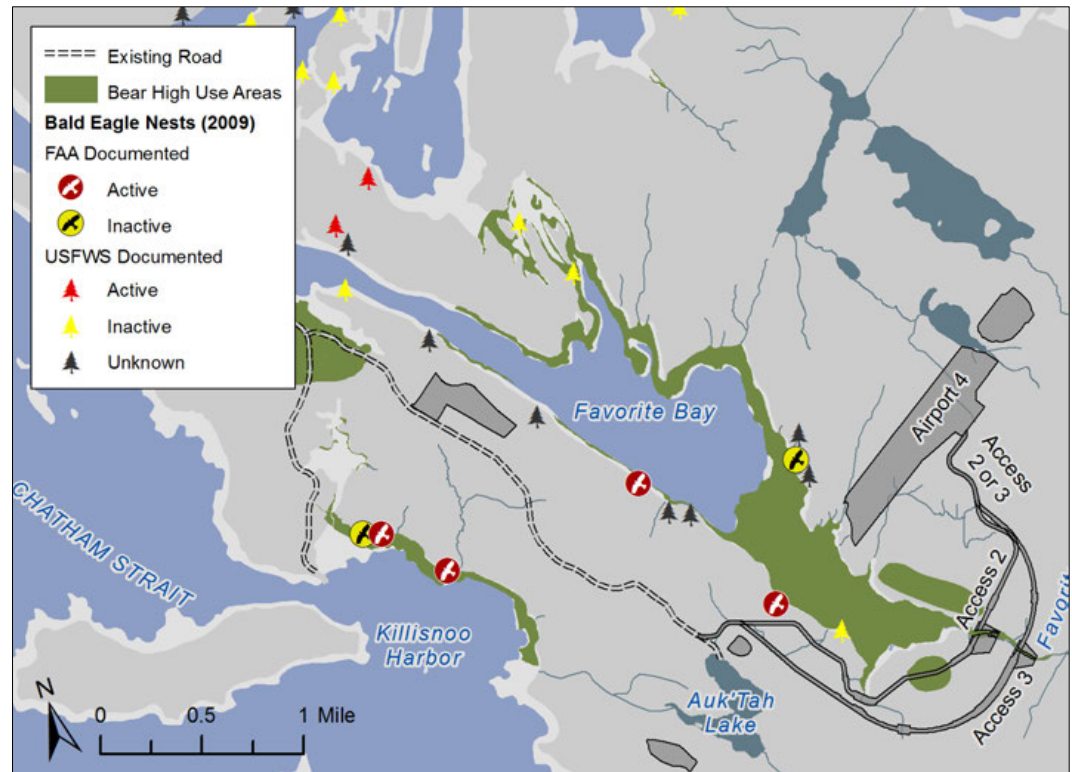 Existing Road
Bear High Use Areas
Bald Eagle Nests (2009)
FAA Documented
Active
Inactive
USFWS Documented
Active
Inactive
Unknown
Favorite Bay
Airport 4
Access
2 or 3
CHATHAM STRAIT
Killisnoo
Harbor
Access 2
Favorit
Access 3
Auk'Tah
Lake
N
0 0.5 1 Mile